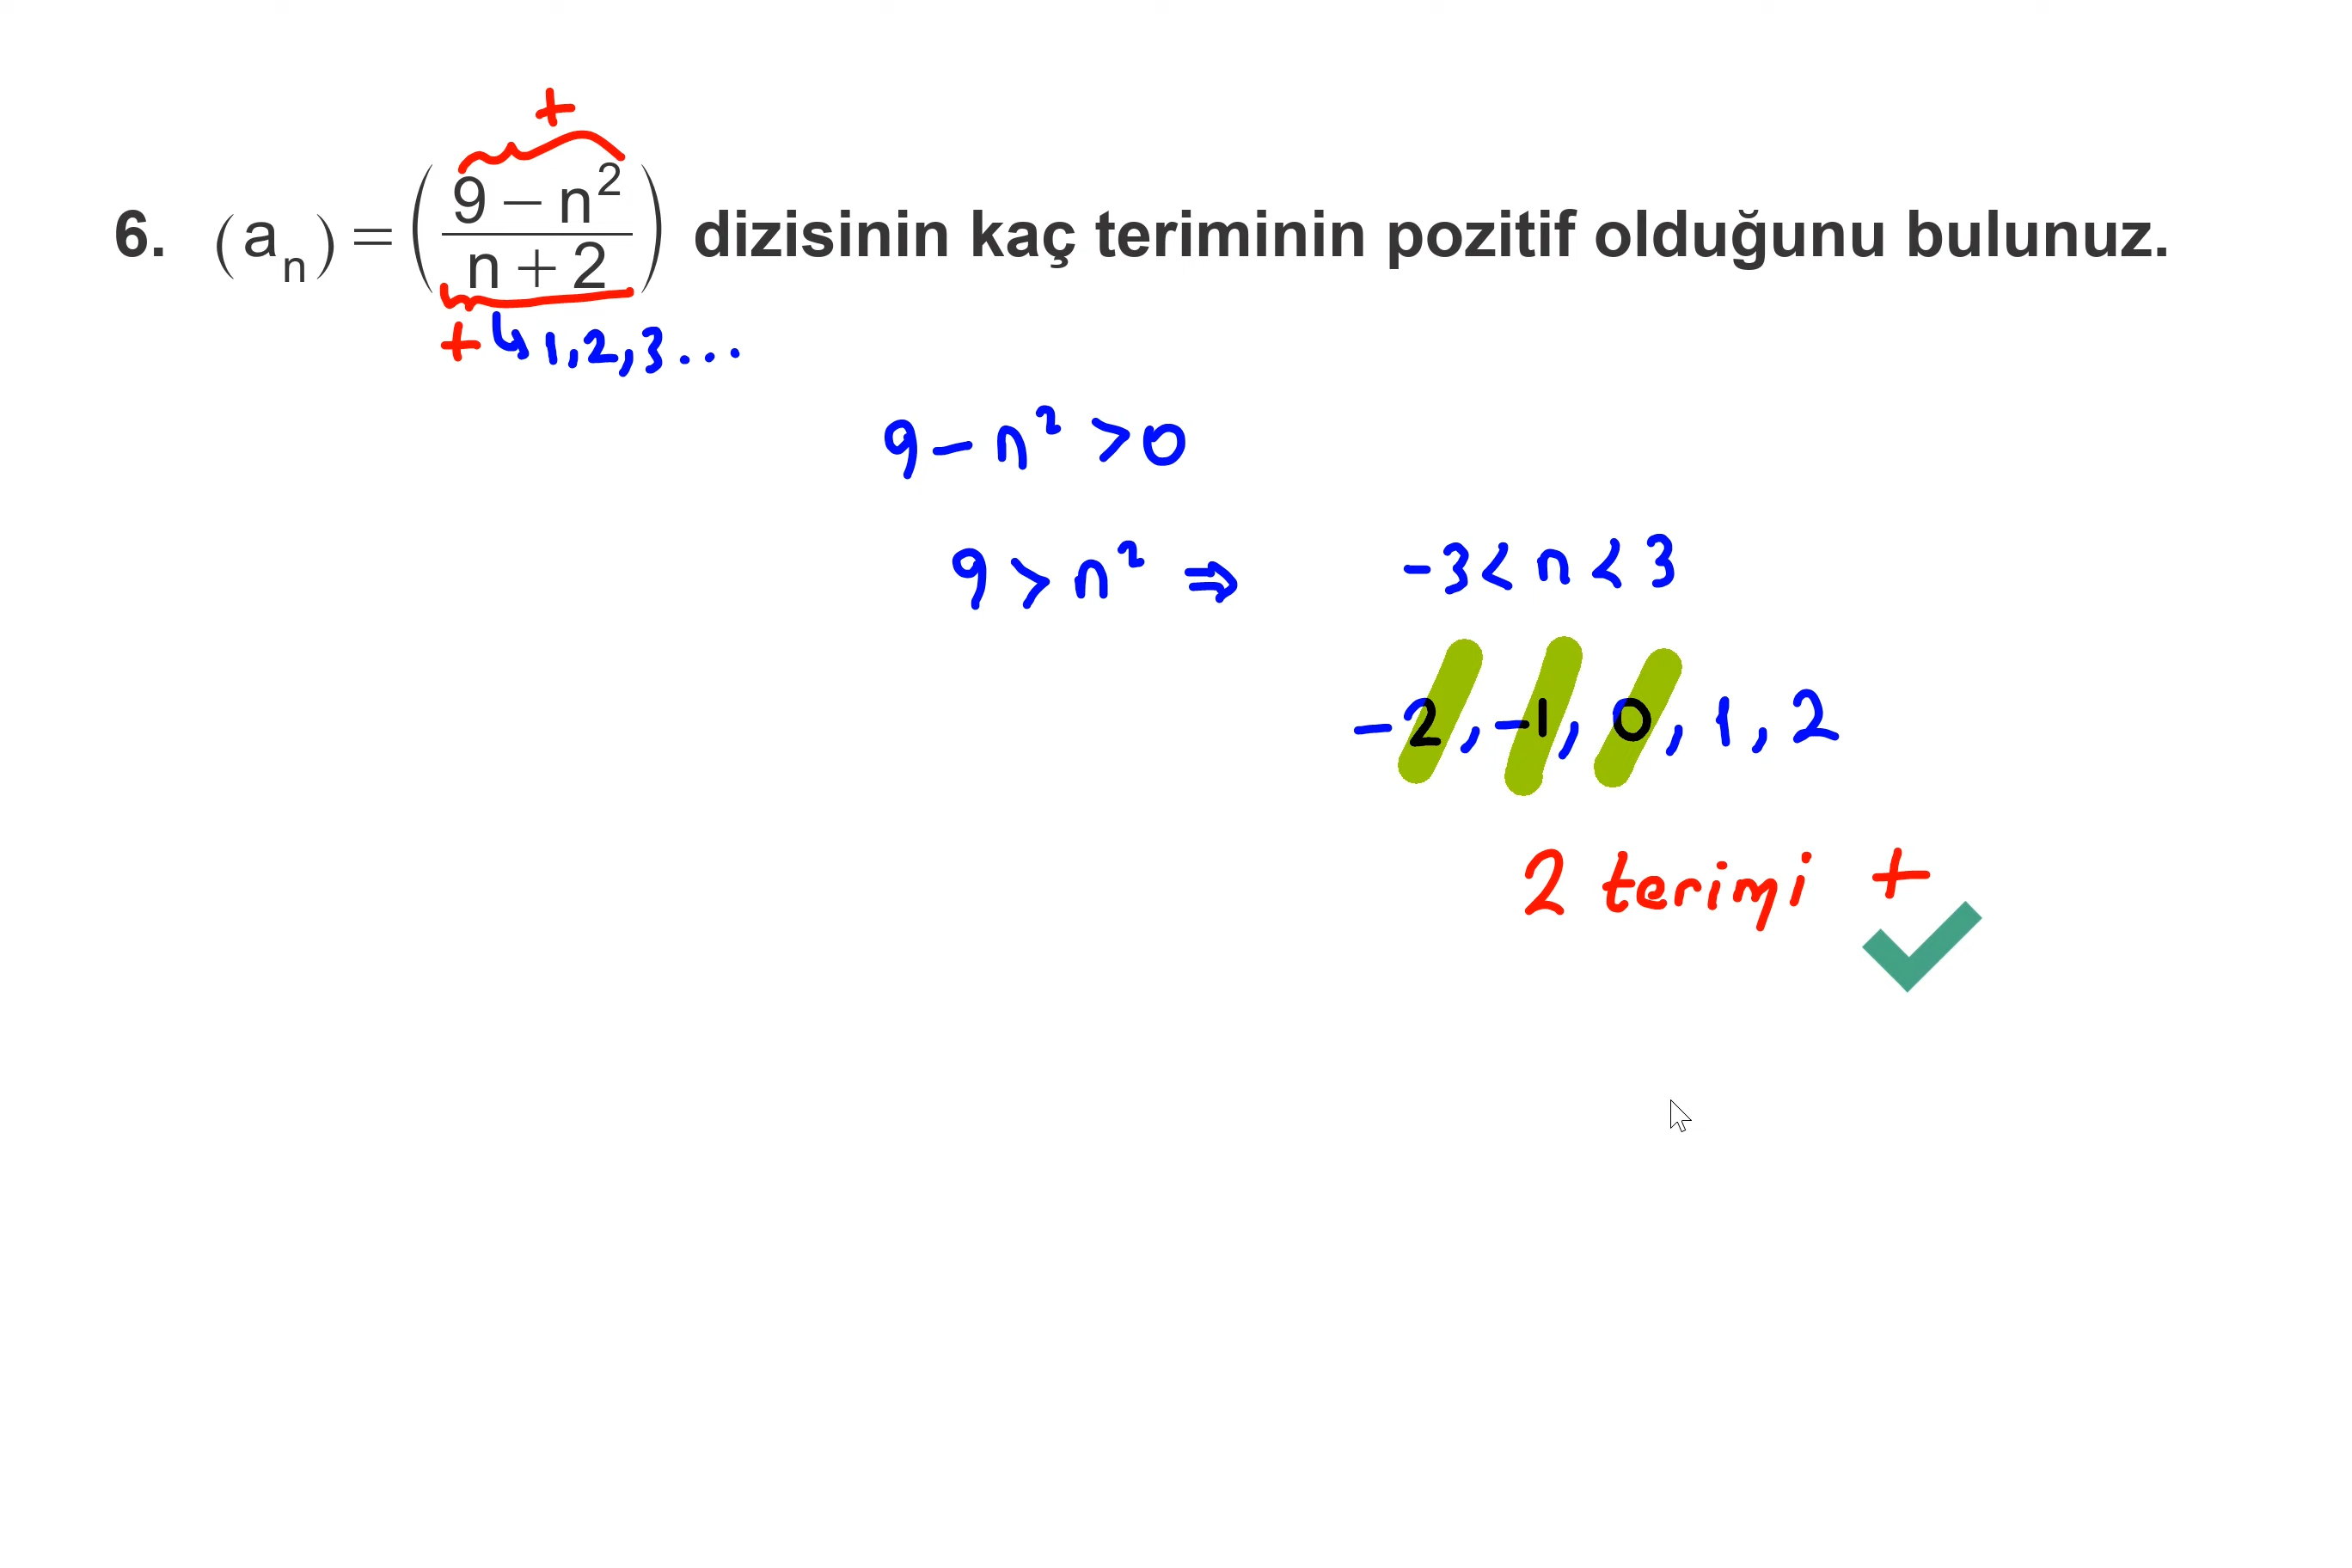 +
6. (aₙ) = ( (9 − n²) / (n + 2) ) dizisinin kaç teriminin pozitif olduğunu bulunuz.
+ ↳ 1, 2, 3 ...
9 − n² > 0
9 > n² ⇒ -3 < n < 3
-2, -1, 0, 1, 2
2 terimi +